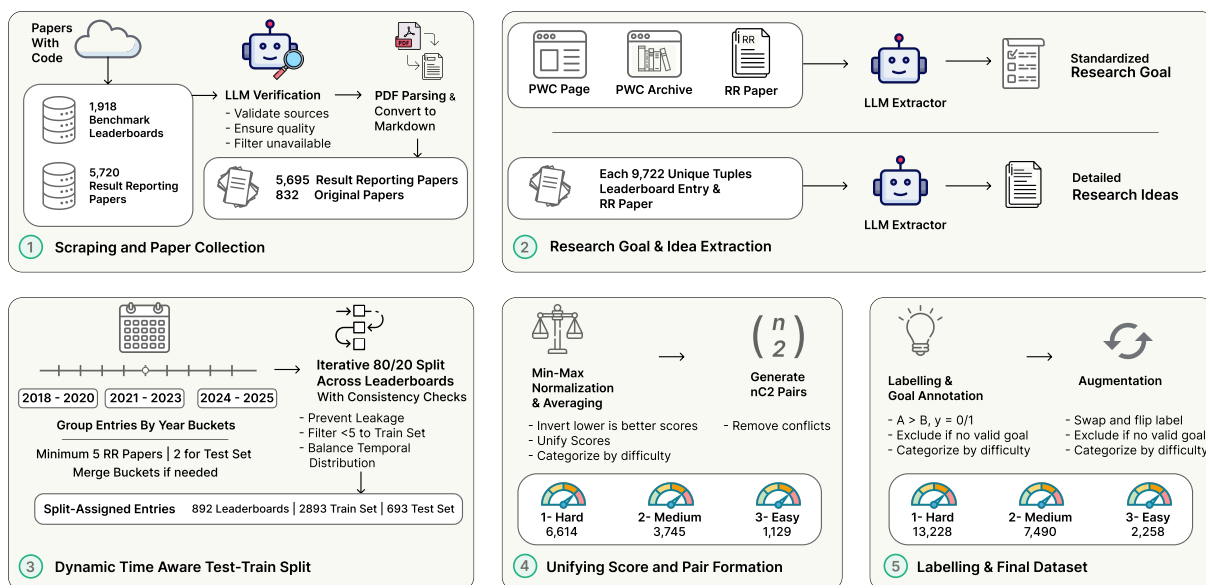 Papers
With
Code
1,918
Benchmark
Leaderboards
5,720
Result Reporting
Papers
LLM Verification
- Validate sources
- Ensure quality
- Filter unavailable
PDF
PDF Parsing &
Convert to
Markdown
5,695 Result Reporting Papers
832 Original Papers
1 Scraping and Paper Collection
PWC Page
PWC Archive
RR
RR Paper
LLM Extractor
Standardized
Research Goal
Each 9,722 Unique Tuples
Leaderboard Entry &
RR Paper
LLM Extractor
Detailed
Research Ideas
2 Research Goal & Idea Extraction
2018 - 2020
2021 - 2023
2024 - 2025
Group Entries By Year Buckets
Minimum 5 RR Papers | 2 for Test Set
Merge Buckets if needed
Iterative 80/20 Split
Across Leaderboards
With Consistency Checks
- Prevent Leakage
- Filter <5 to Train Set
- Balance Temporal
Distribution
Split-Assigned Entries 892 Leaderboards | 2893 Train Set | 693 Test Set
3 Dynamic Time Aware Test-Train Split
Min-Max
Normalization
& Averaging
- Invert lower is better scores
- Unify Scores
- Categorize by difficulty
n
2
Generate
nC2 Pairs
- Remove conflicts
1- Hard
6,614
2- Medium
3,745
3- Easy
1,129
4 Unifying Score and Pair Formation
Labelling &
Goal Annotation
- A > B, y = 0/1
- Exclude if no valid goal
- Categorize by difficulty
Augmentation
- Swap and flip label
- Exclude if no valid goal
- Categorize by difficulty
1- Hard
13,228
2- Medium
7,490
3- Easy
2,258
5 Labelling & Final Dataset